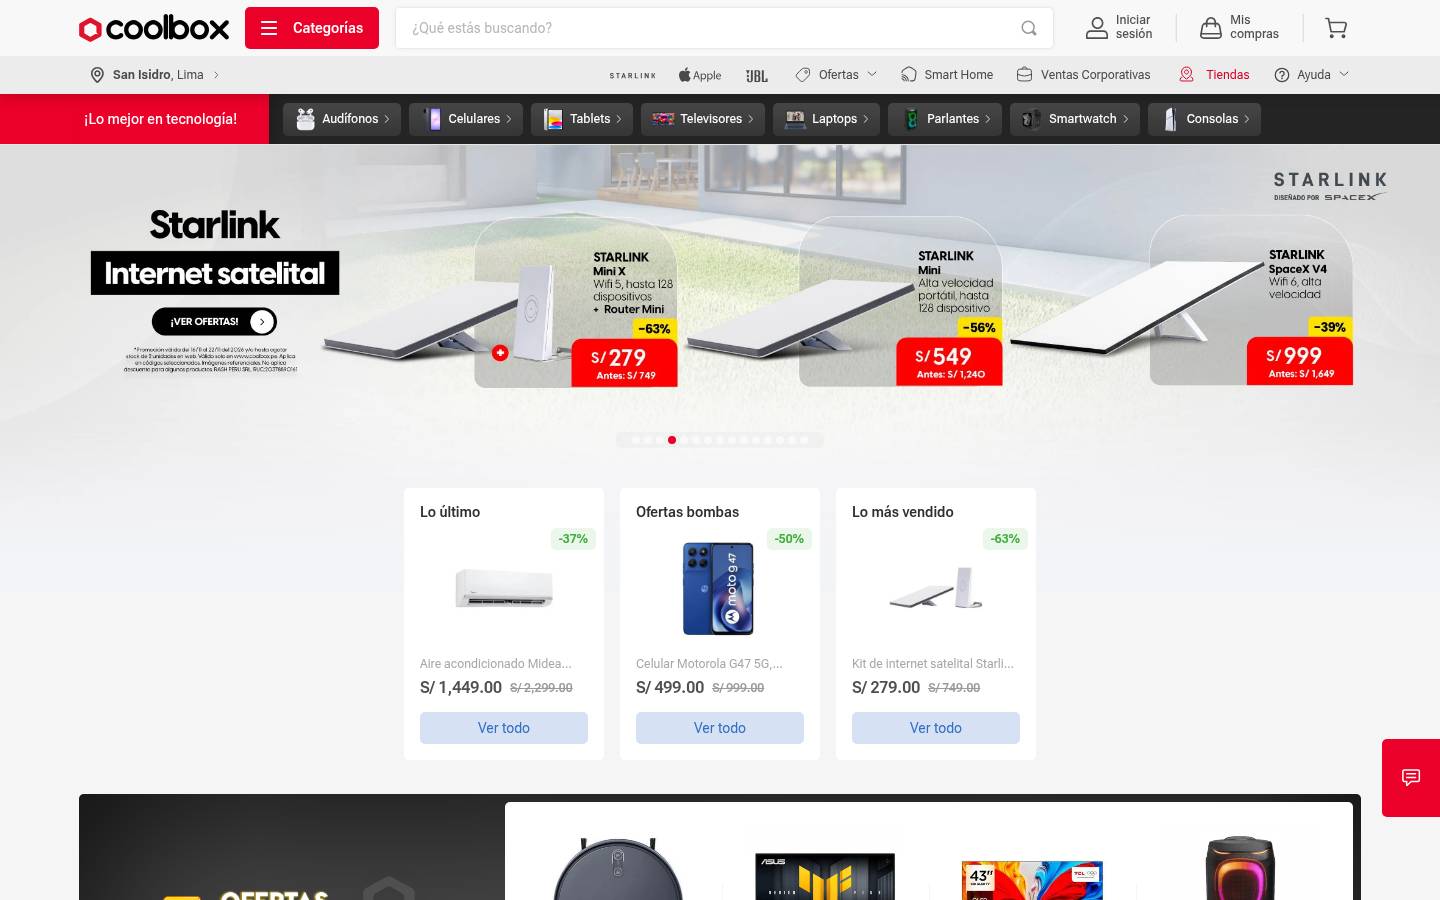 coolbox
Categorías
¿Qué estás buscando?
Iniciar sesión
Mis compras
San Isidro, Lima
STARLINK
Apple
JBL
Ofertas
Smart Home
Ventas Corporativas
Tiendas
Ayuda
¡Lo mejor en tecnología!
Audífonos
Celulares
Tablets
Televisores
Laptops
Parlantes
Smartwatch
Consolas
STARLINK
DISEÑADO POR SPACEX
Starlink
Internet satelital
¡VER OFERTAS!
STARLINK
Mini X
Wifi 5, hasta 128
dispositivos
+ Router Mini
-63%
S/ 279
Antes: S/ 749
STARLINK
Mini
Alta velocidad
portátil, hasta
128 dispositivo
-56%
S/ 549
Antes: S/ 1,240
STARLINK
SpaceX V4
Wifi 6, alta
velocidad
-39%
S/ 999
Antes: S/ 1,649
Lo último
-37%
Aire acondicionado Midea...
S/ 1,449.00 S/ 2,299.00
Ver todo
Ofertas bombas
-50%
moto g 47
Celular Motorola G47 5G,...
S/ 499.00 S/ 999.00
Ver todo
Lo más vendido
-63%
Kit de internet satelital Starli...
S/ 279.00 S/ 749.00
Ver todo
OFERTAS
ASUS
43"
TCL